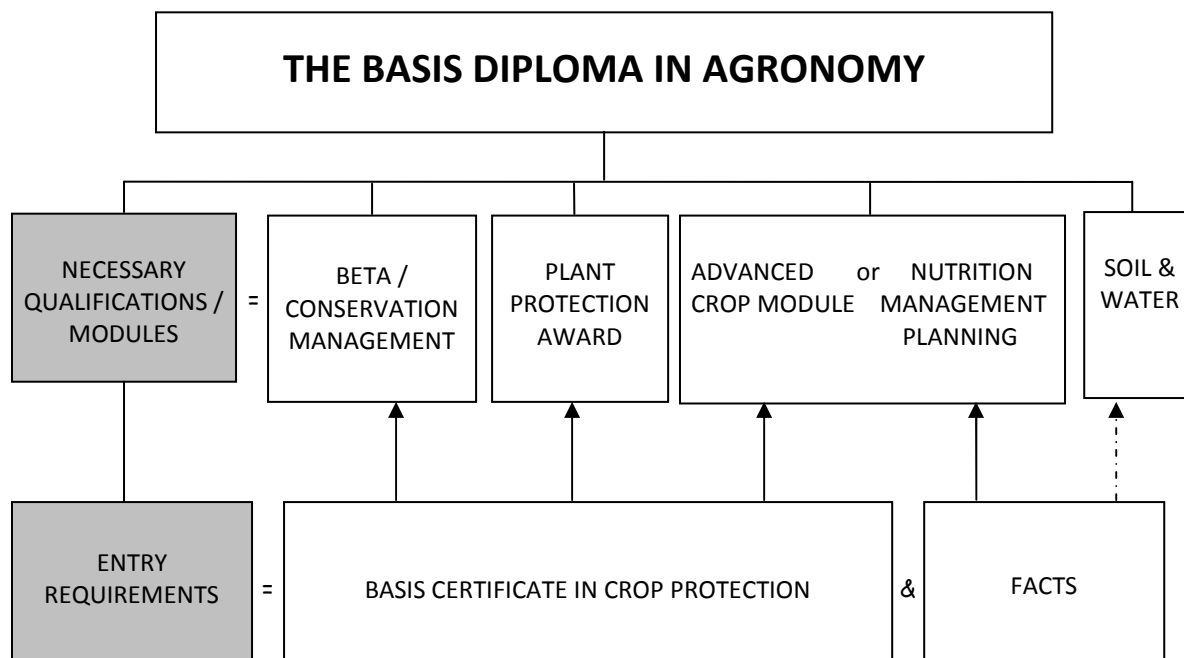 THE BASIS DIPLOMA IN AGRONOMY
NECESSARY
QUALIFICATIONS /
MODULES
=
BETA /
CONSERVATION
MANAGEMENT
PLANT
PROTECTION
AWARD
ADVANCED or NUTRITION
CROP MODULE MANAGEMENT
PLANNING
SOIL &
WATER
ENTRY
REQUIREMENTS
=
BASIS CERTIFICATE IN CROP PROTECTION
&
FACTS